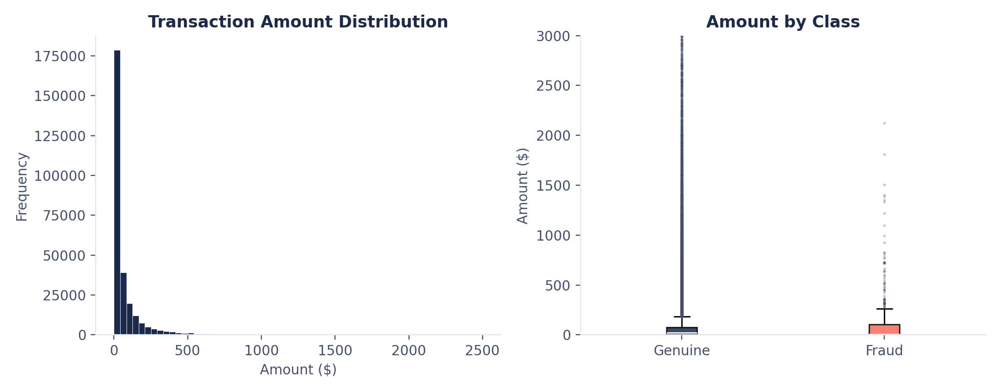 Transaction Amount Distribution
175000
150000
125000
100000
75000
50000
25000
0
Frequency
0 500 1000 1500 2000 2500
Amount ($)
Amount by Class
3000
2500
2000
1500
1000
500
0
Amount ($)
Genuine Fraud